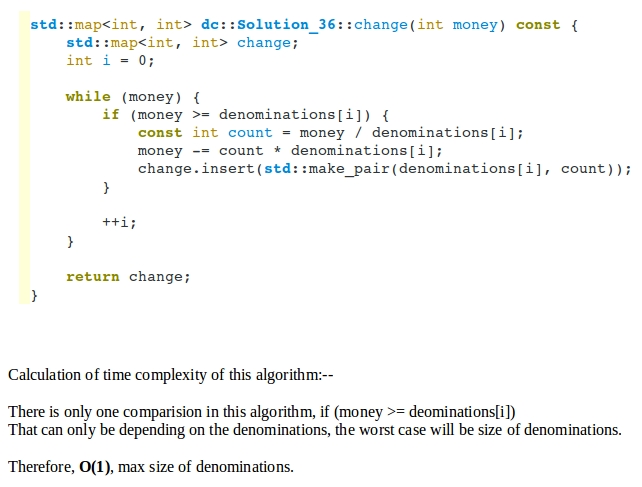 std::map<int, int> dc::Solution_36::change(int money) const {
    std::map<int, int> change;
    int i = 0;

    while (money) {
        if (money >= denominations[i]) {
            const int count = money / denominations[i];
            money -= count * denominations[i];
            change.insert(std::make_pair(denominations[i], count));
        }

        ++i;
    }

    return change;
}

Calculation of time complexity of this algorithm:--

There is only one comparision in this algorithm, if (money >= deominations[i])
That can only be depending on the denominations, the worst case will be size of denominations.

Therefore, O(1), max size of denominations.